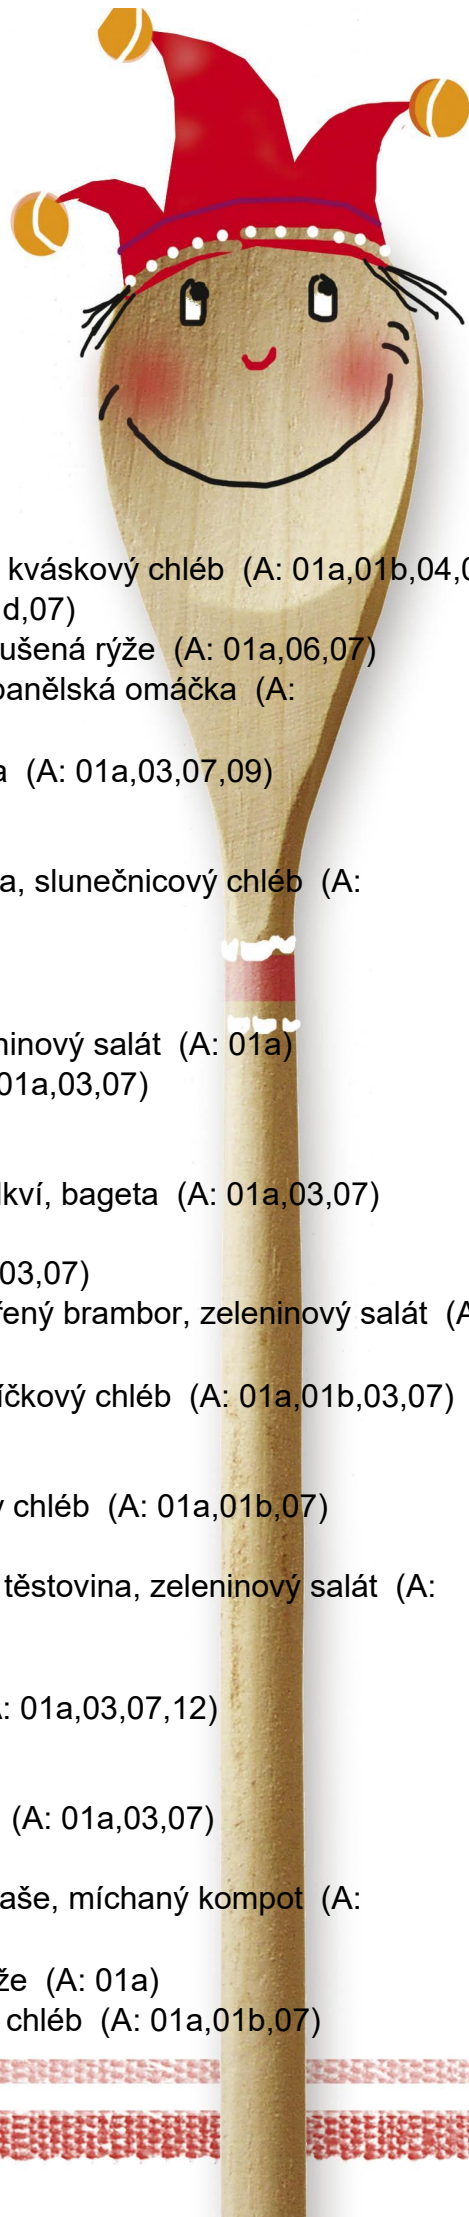 kváskový chléb (A: 01a,01b,04,0
d,07)
ušená rýže (A: 01a,06,07)
panělská omáčka (A:
a (A: 01a,03,07,09)
a, slunečnicový chléb (A:
ninový salát (A: 01a)
01a,03,07)
lkví, bageta (A: 01a,03,07)
03,07)
řený brambor, zeleninový salát (A
íčkový chléb (A: 01a,01b,03,07)
v chléb (A: 01a,01b,07)
těstovina, zeleninový salát (A:
A: 01a,03,07,12)
(A: 01a,03,07)
aše, míchaný kompot (A:
že (A: 01a)
chléb (A: 01a,01b,07)